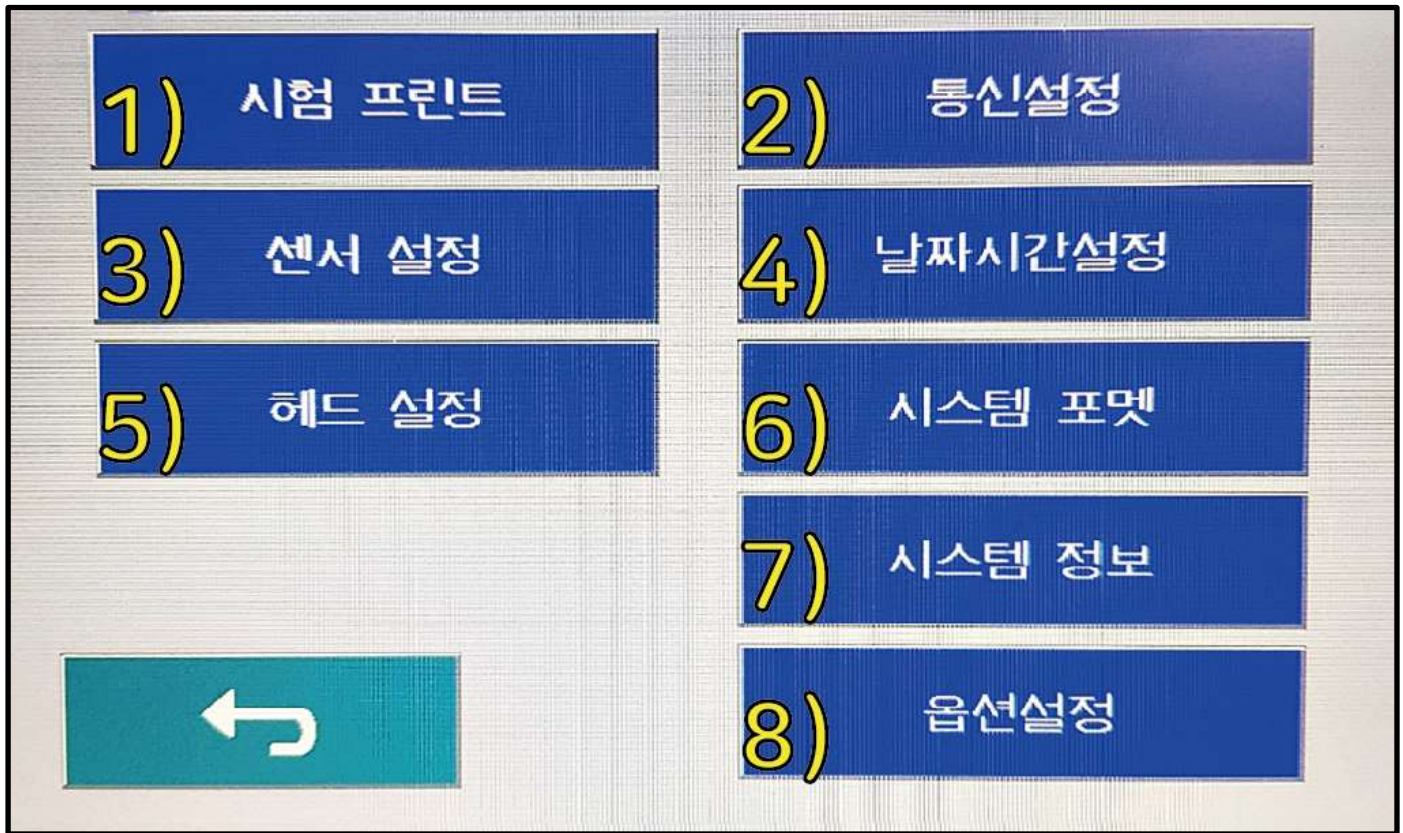 1) 시험 프린트
2) 통신설정
3) 센서 설정
4) 날짜시간설정
5) 헤드 설정
6) 시스템 포멧
7) 시스템 정보
8) 옵션설정